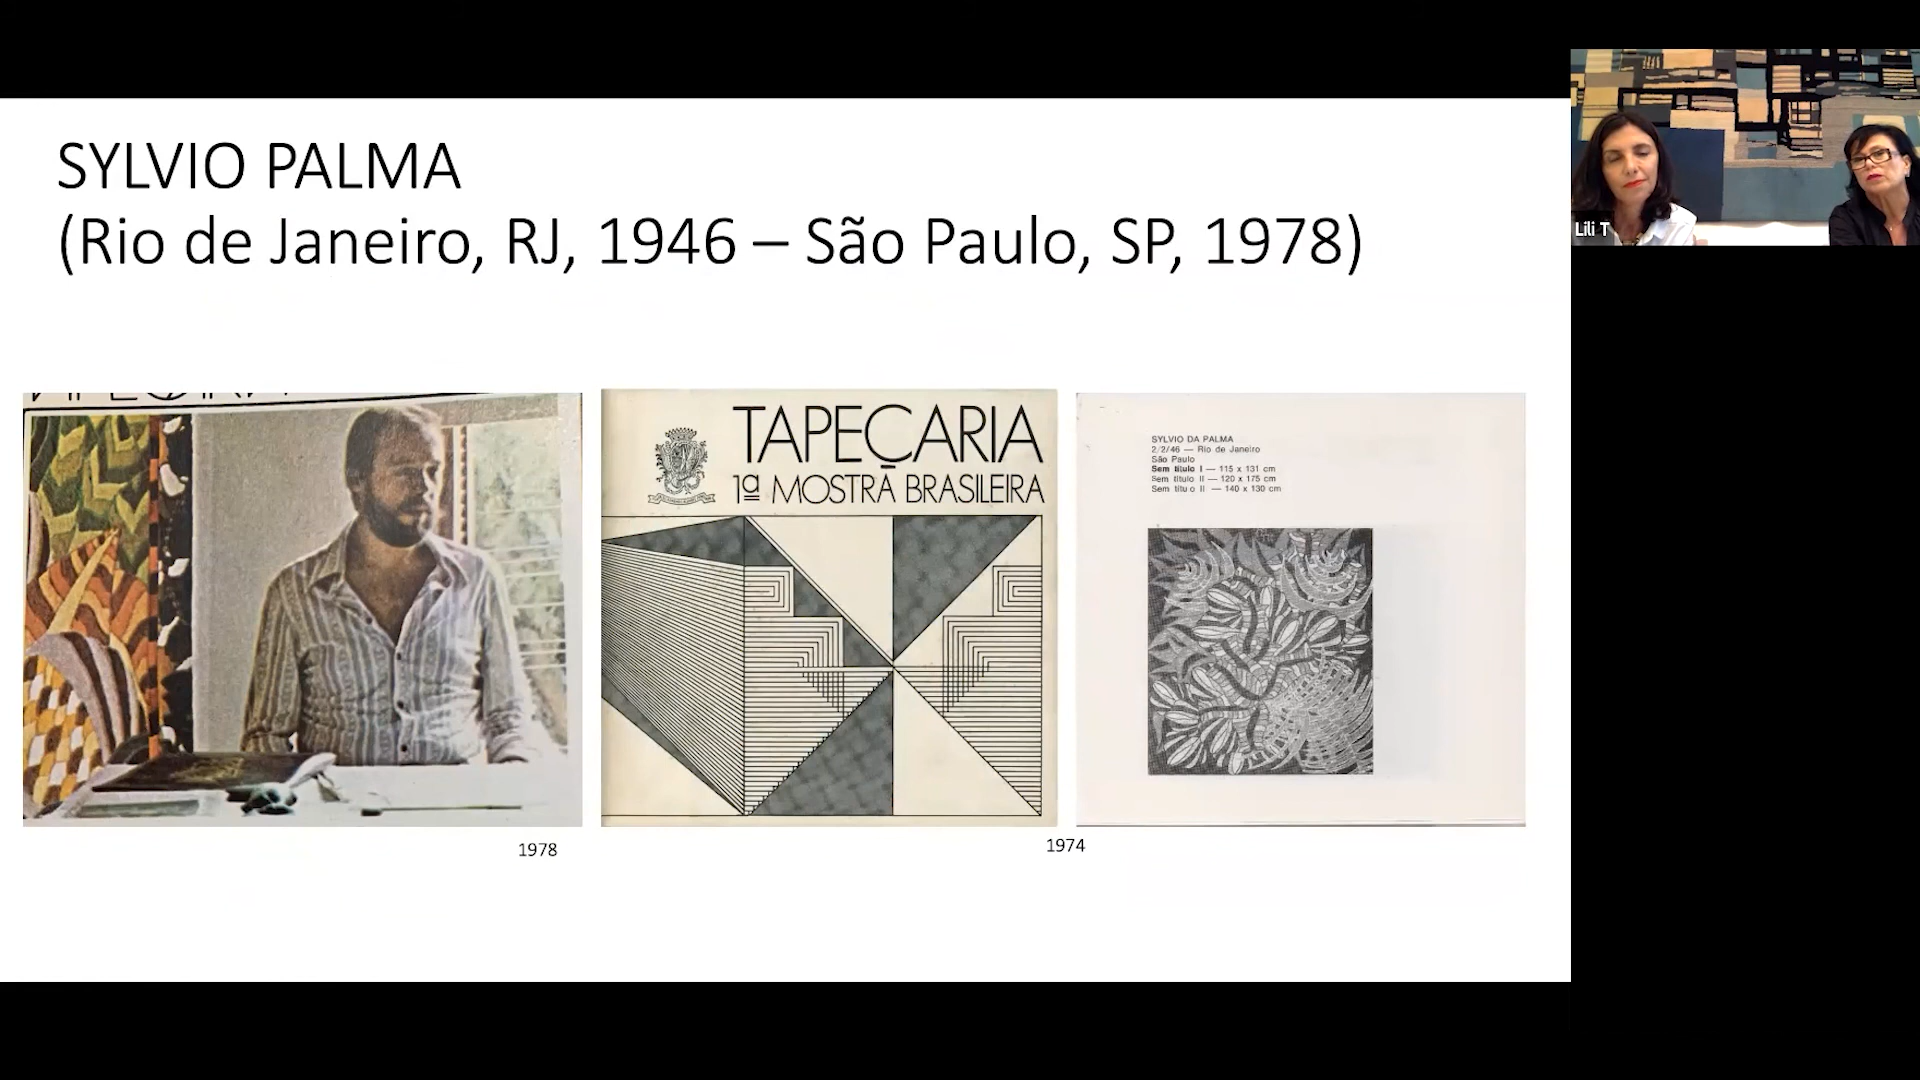 SYLVIO PALMA
(Rio de Janeiro, RJ, 1946 – São Paulo, SP, 1978)
Lili T
TAPEÇARIA
1ª MOSTRA BRASILEIRA
SYLVIO DA PALMA
2/2/46 — Rio de Janeiro
São Paulo
Sem título I — 115 x 131 cm
Sem título II — 120 x 175 cm
Sem títu o II — 140 x 130 cm
1978
1974